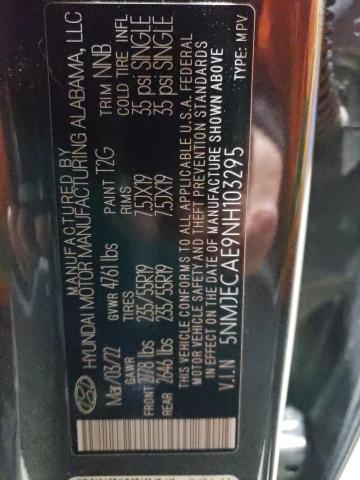 MANUFACTURED BY
HYUNDAI MOTOR MANUFACTURING ALABAMA, LLC
Mar/03/22 GVWR 4761 lbs PAINT T2G TRIM NNB
GAWR TIRES RIMS COLD TIRE INFL
FRONT 2778 lbs 235/55R19 7.5JX19 35 psi SINGLE
REAR 2646 lbs 235/55R19 7.5JX19 35 psi SINGLE
THIS VEHICLE CONFORMS TO ALL APPLICABLE U.S.A. FEDERAL
MOTOR VEHICLE SAFETY AND THEFT PREVENTION STANDARDS
IN EFFECT ON THE DATE OF MANUFACTURE SHOWN ABOVE
V.I.N 5NMJECAE9NH103295 TYPE: MPV